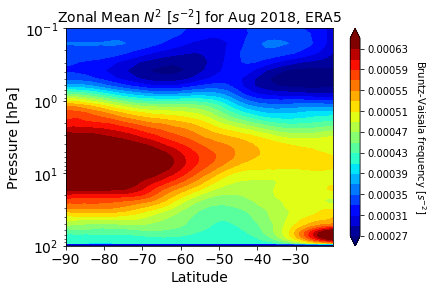 Zonal Mean N² [s⁻²] for Aug 2018, ERA5
Pressure [hPa]
10⁻¹
10⁰
10¹
10²
−90 −80 −70 −60 −50 −40 −30
Latitude
0.00063
0.00059
0.00055
0.00051
0.00047
0.00043
0.00039
0.00035
0.00031
0.00027
Brunt-Vaisala frequency [s⁻²]